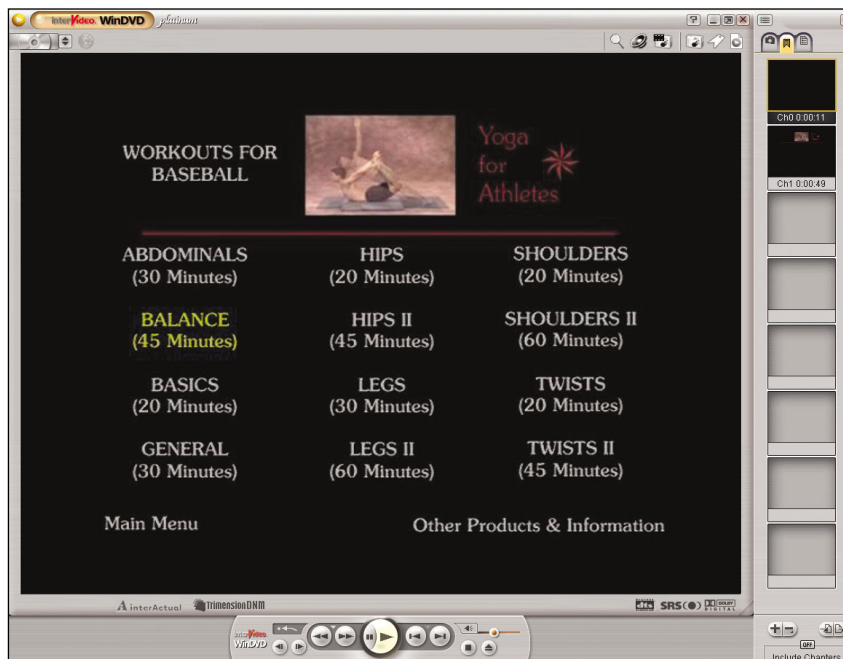 InterVideo WinDVD platinum
WORKOUTS FOR
BASEBALL
Yoga
for
Athletes
ABDOMINALS
(30 Minutes)
HIPS
(20 Minutes)
SHOULDERS
(20 Minutes)
BALANCE
(45 Minutes)
HIPS II
(45 Minutes)
SHOULDERS II
(60 Minutes)
BASICS
(20 Minutes)
LEGS
(30 Minutes)
TWISTS
(20 Minutes)
GENERAL
(30 Minutes)
LEGS II
(60 Minutes)
TWISTS II
(45 Minutes)
Main Menu
Other Products & Information
Ch0 0:00:11
Ch1 0:00:49
interActual
TrimensionDNM
SRS
DOLBY
DIGITAL
InterVideo
WinDVD
OFF
Include Chapters